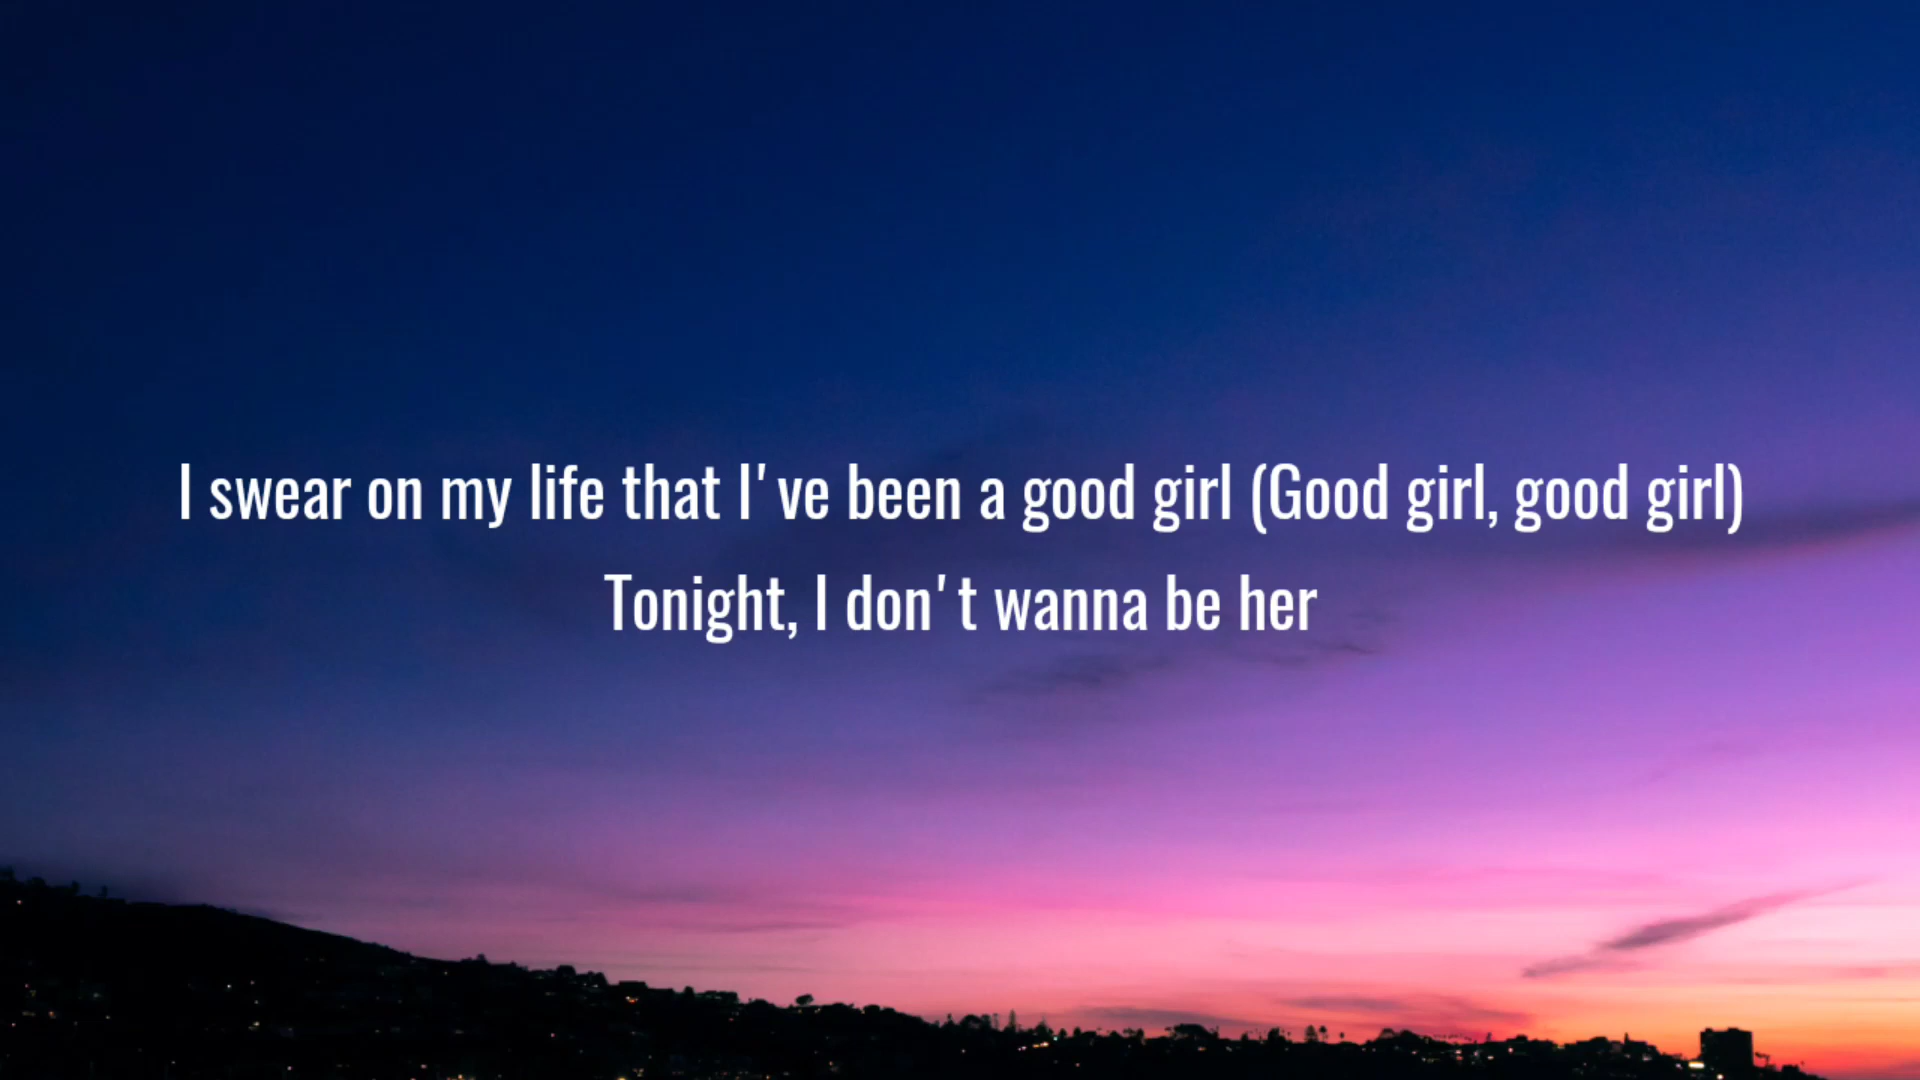 I swear on my life that I've been a good girl (Good girl, good girl)
Tonight, I don't wanna be her